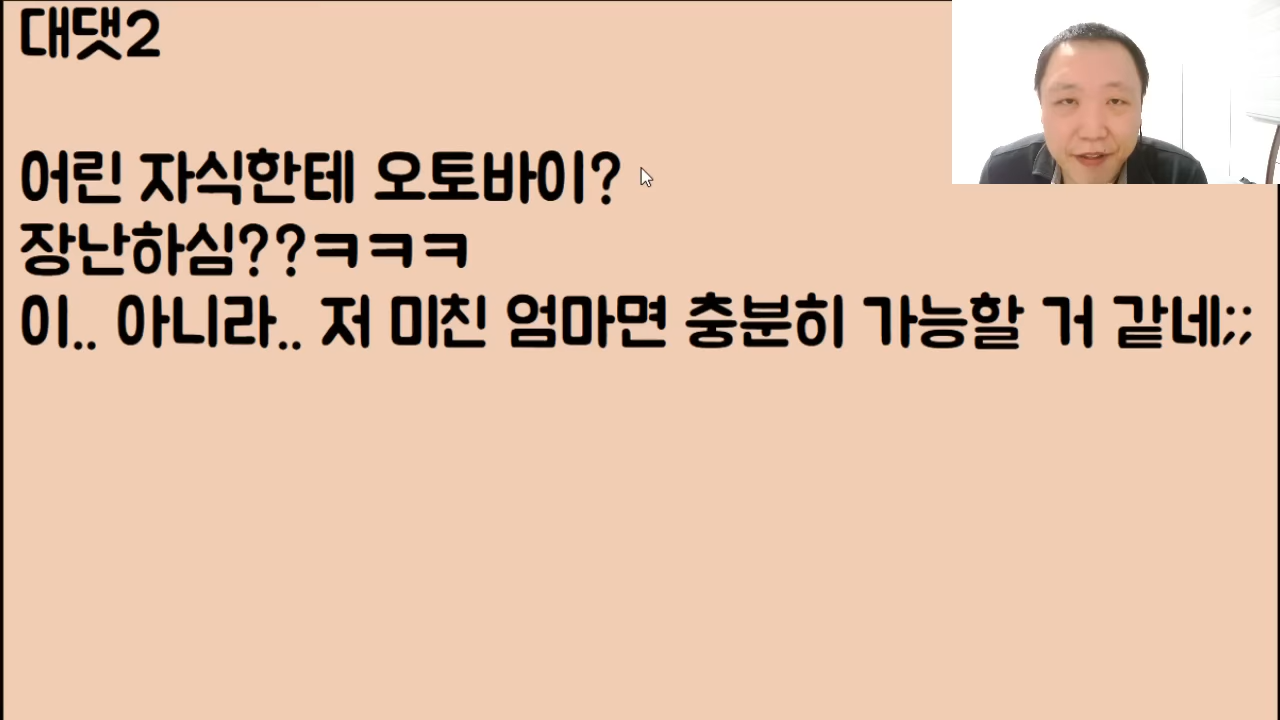 대댓2
어린 자식한테 오토바이?
장난하심??ㅋㅋㅋ
이.. 아니라.. 저 미친 엄마면 충분히 가능할 거 같네;;